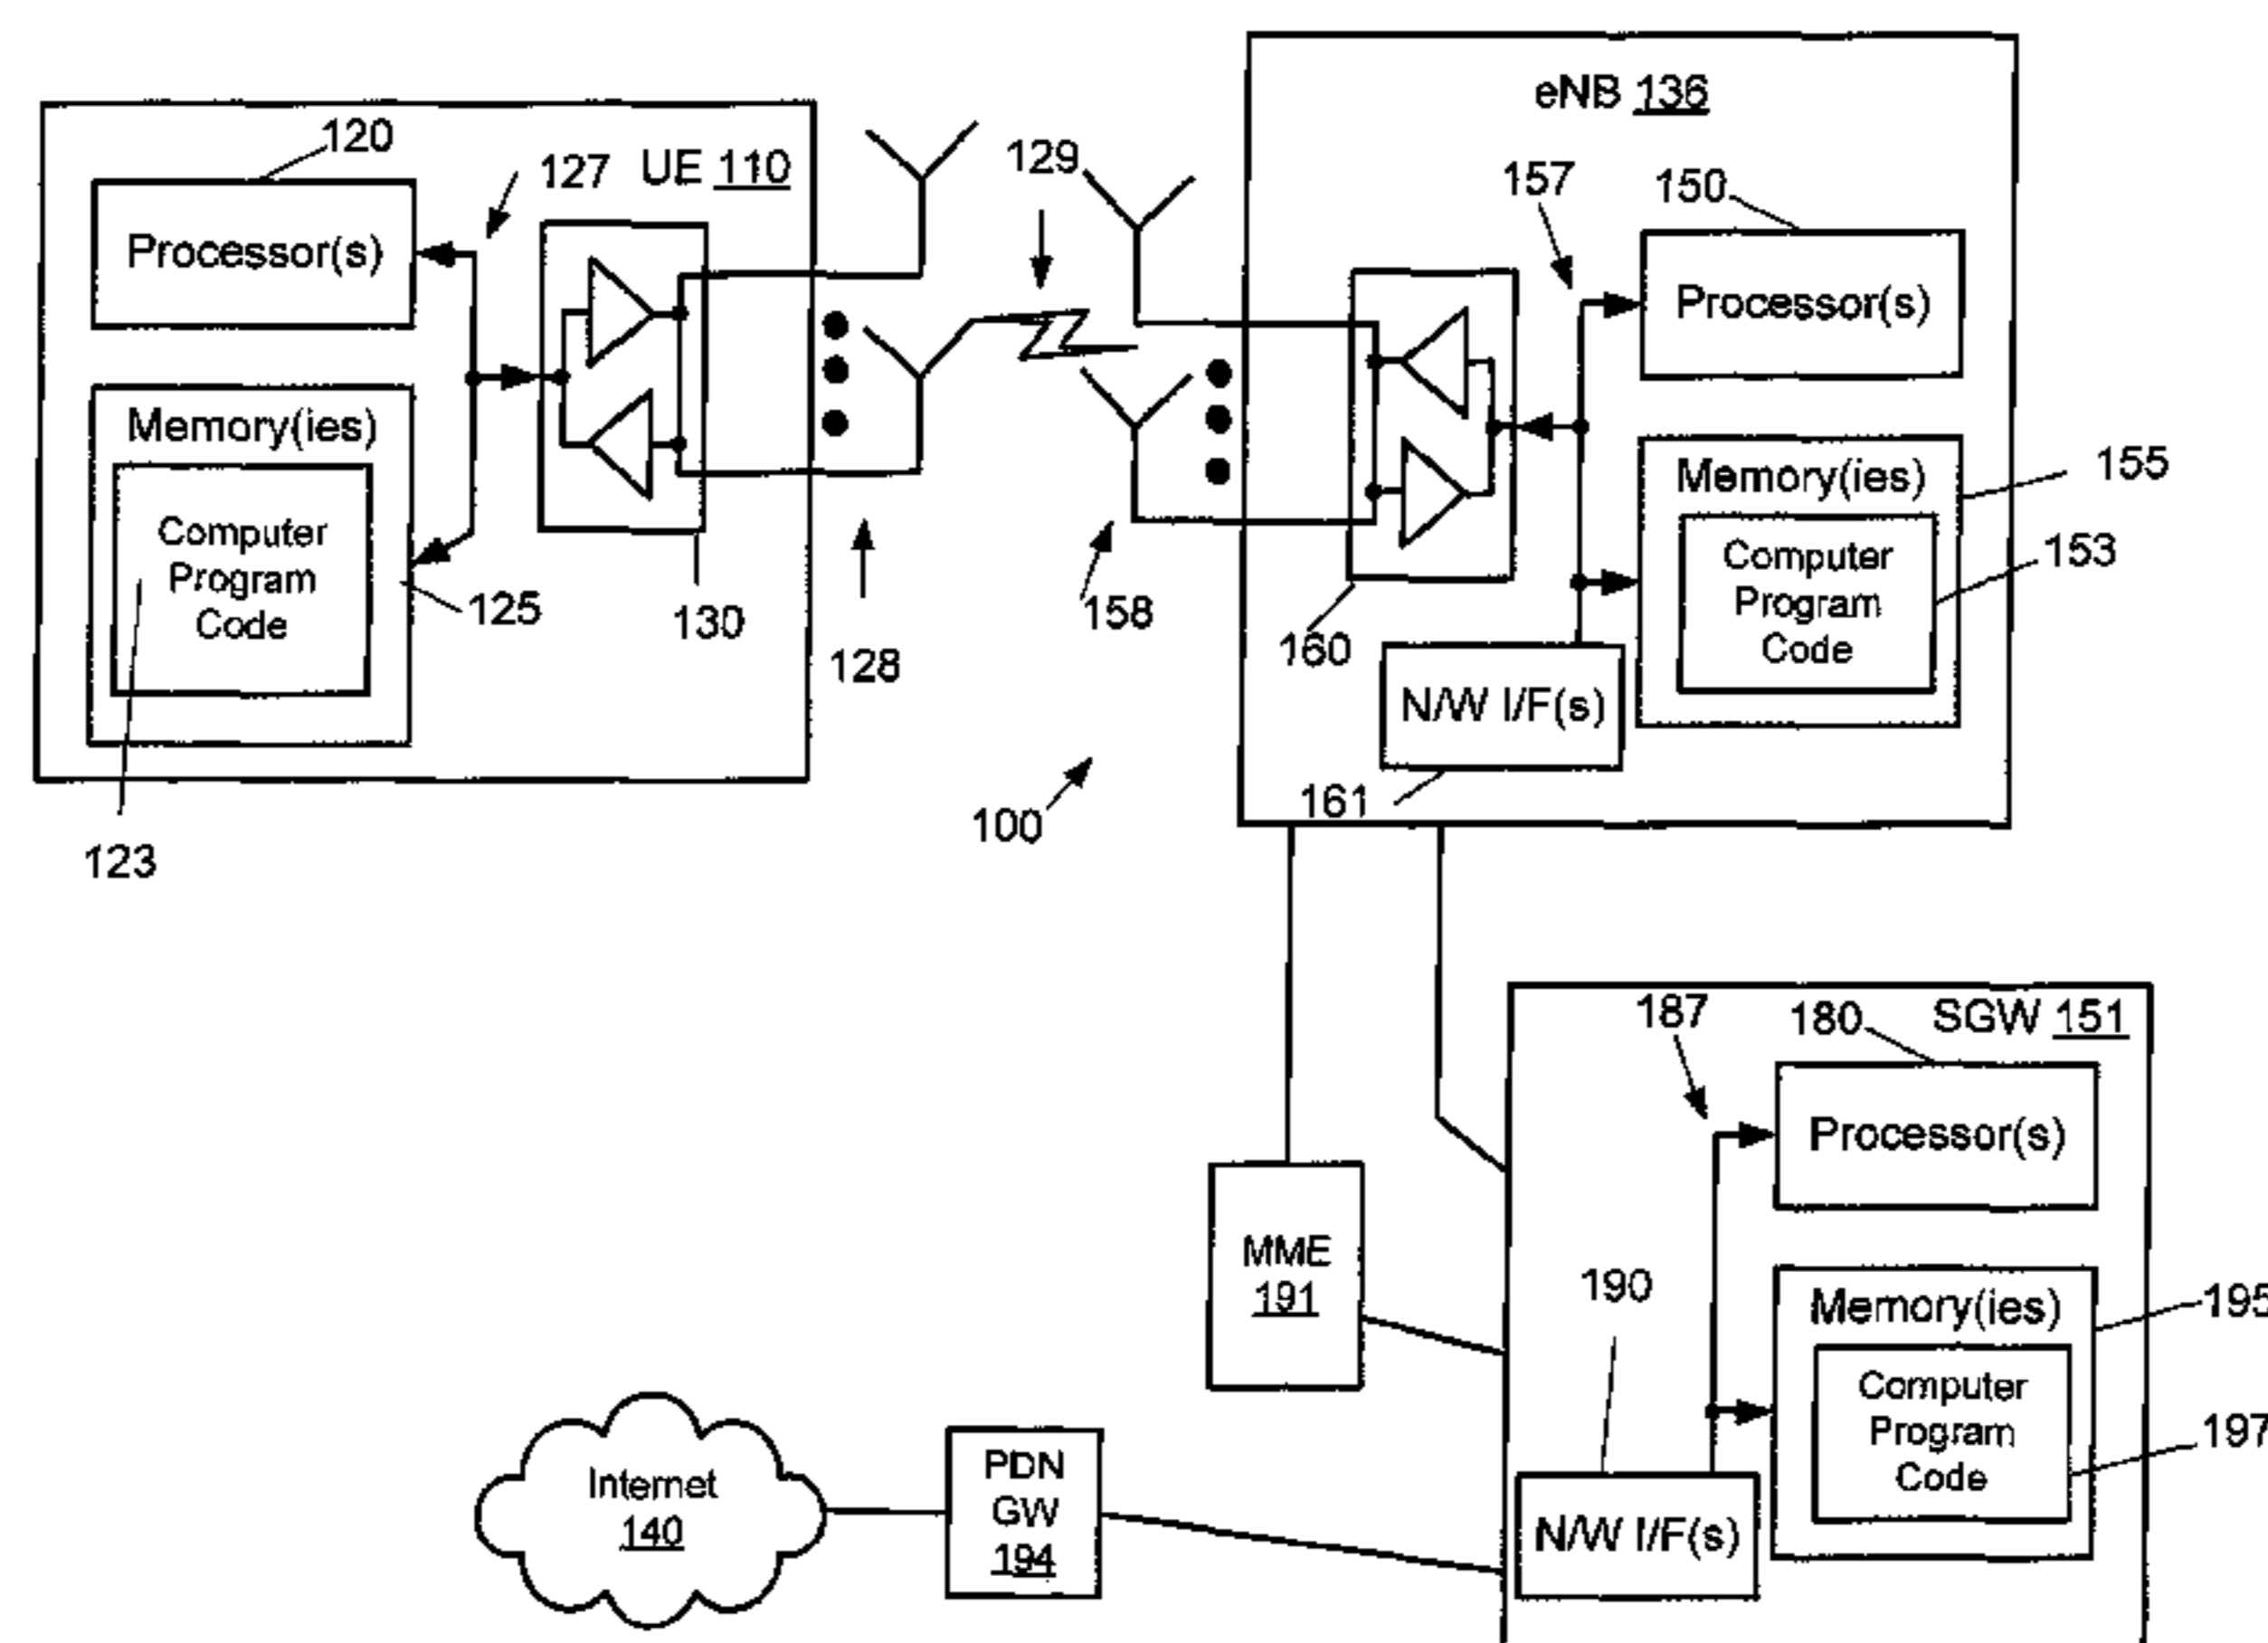 eNB 136
120
127
UE 110
129
157
150
Processor(s)
Processor(s)
Memory(ies)
Computer
Program
Code
125
130
128
158
160
Memory(ies)
155
Computer
Program
Code
153
N/W I/F(s)
161
100
123
187
180
SGW 151
Processor(s)
MME
191
190
Memory(ies)
195
Computer
Program
Code
197
N/W I/F(s)
Internet
140
PDN
GW
194